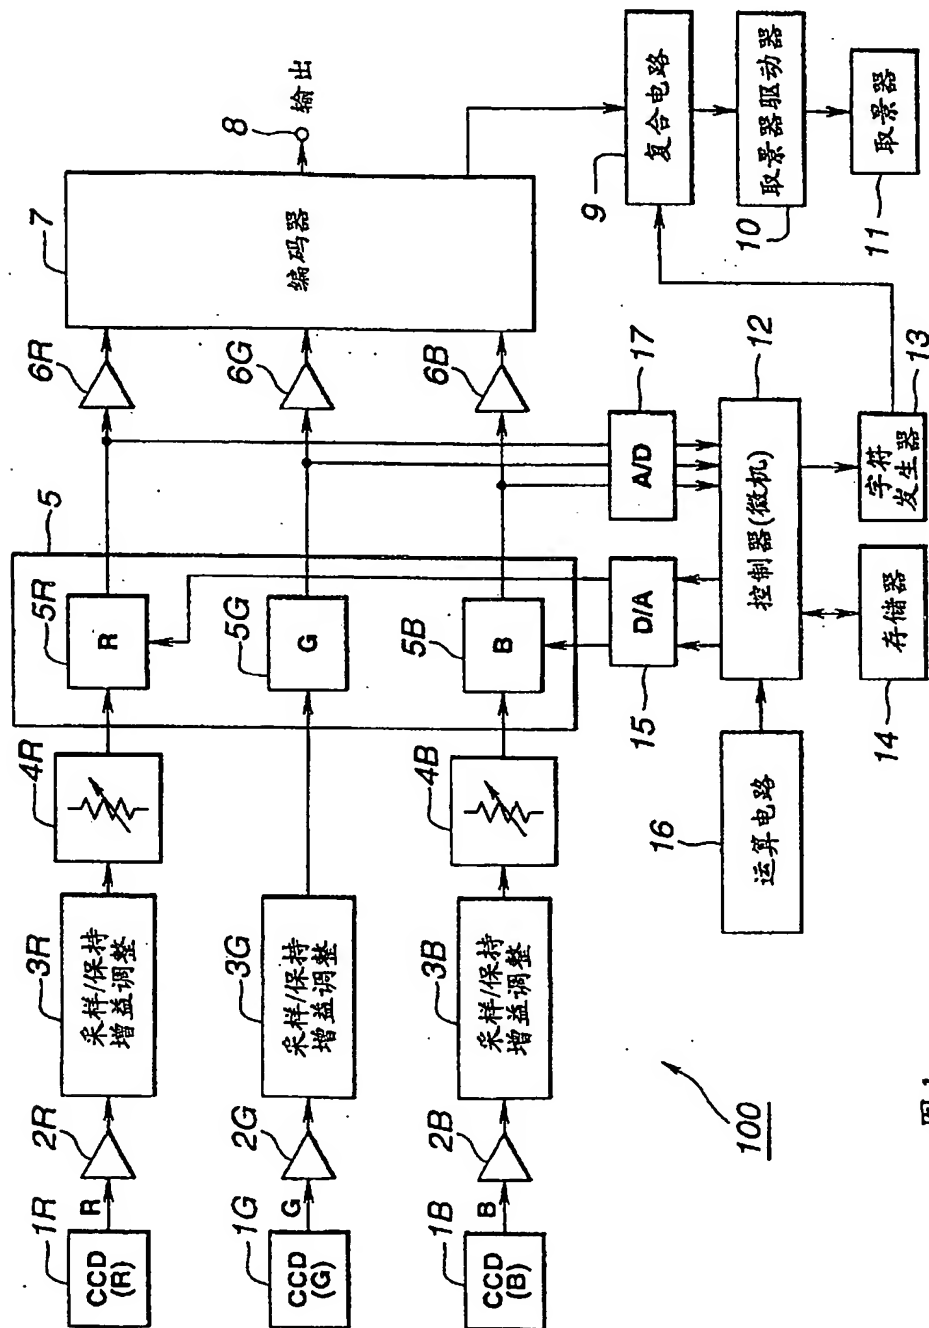 1R
CCD
(R)
R
2R
3R
采样/保持
增益调整
4R
5
5R
R
6R
7
编码器
8
输出
1G
CCD
(G)
G
2G
3G
采样/保持
增益调整
5G
G
6G
1B
CCD
(B)
B
2B
3B
采样/保持
增益调整
4B
5B
B
6B
9
复合电路
10
取景器驱动器
11
取景器
15
D/A
17
A/D
12
控制器(微机)
16
运算电路
14
存储器
13
字符
发生器
100
图 1